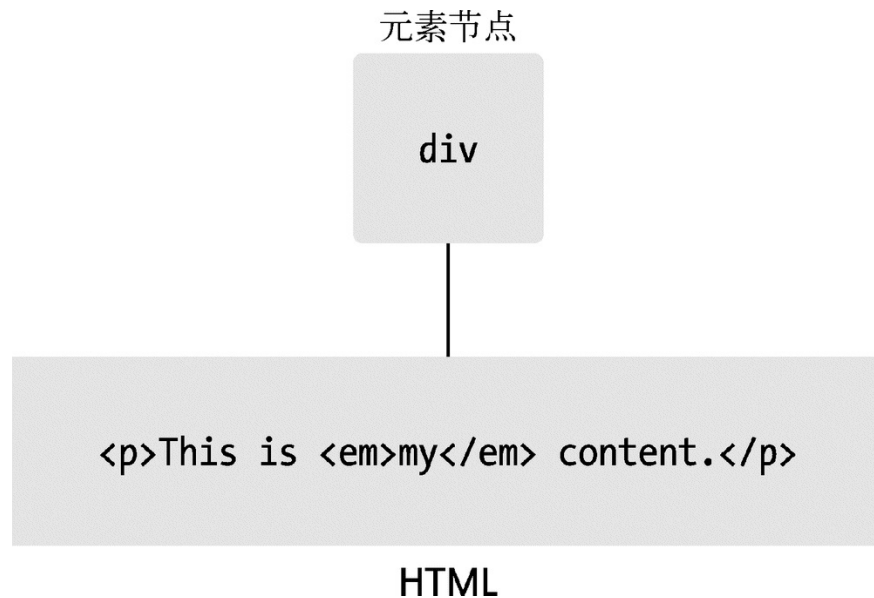 元素节点
div
<p>This is <em>my</em> content.</p>
HTML